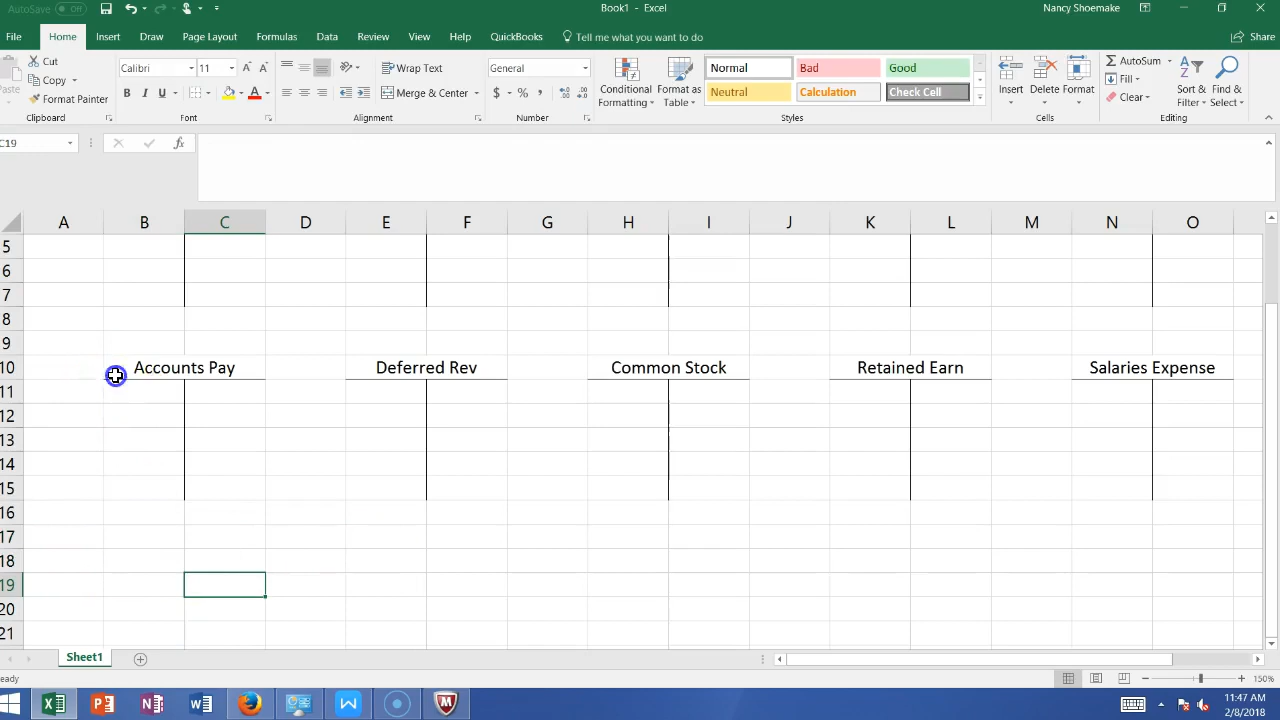 AutoSave Off Book1 - Excel Nancy Shoemake
File Home Insert Draw Page Layout Formulas Data Review View Help QuickBooks Tell me what you want to do Share
Cut Calibri 11 Wrap Text General Normal Bad Good AutoSum
Copy Fill
Paste Format Painter Merge & Center Conditional Formatting Format as Table Neutral Calculation Check Cell Insert Delete Format Clear Sort & Filter Find & Select
Clipboard Font Alignment Number Styles Cells Editing
C19 fx
A B C D E F G H I J K L M N O
5
6
7
8
9
10 Accounts Pay Deferred Rev Common Stock Retained Earn Salaries Expense
11
12
13
14
15
16
17
18
19
20
21
Sheet1
eady 150%
11:47 AM
2/8/2018